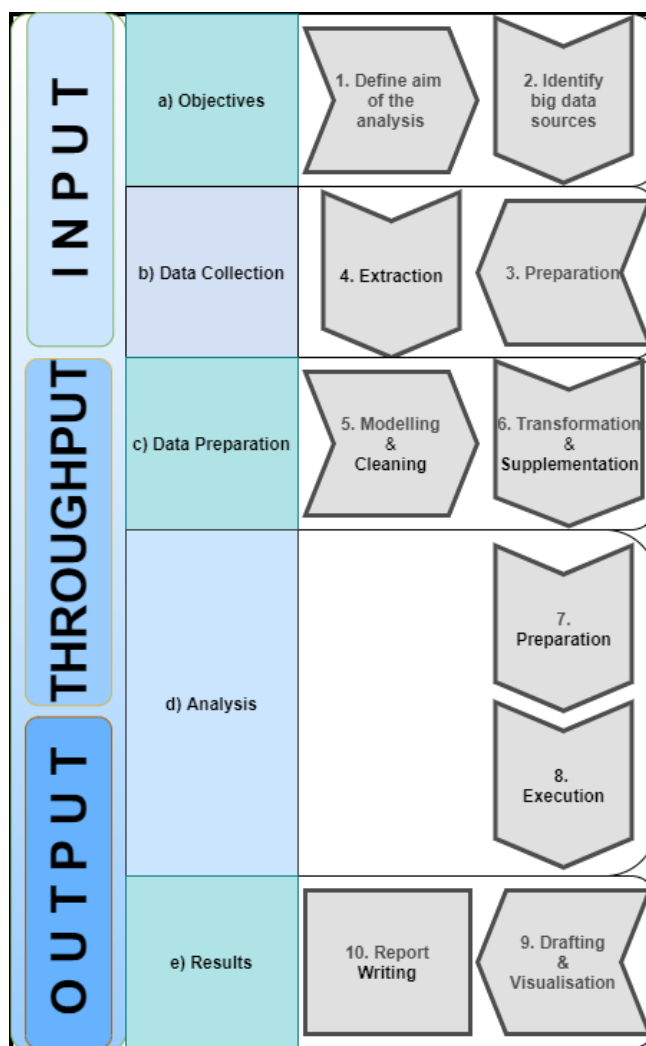 INPUT
a) Objectives
1. Define aim
of the
analysis
2. Identify
big data
sources
b) Data Collection
4. Extraction
3. Preparation
THROUGHPUT
c) Data Preparation
5. Modelling
&
Cleaning
6. Transformation
&
Supplementation
d) Analysis
7.
Preparation
8.
Execution
OUTPUT
e) Results
10. Report
Writing
9. Drafting
&
Visualisation